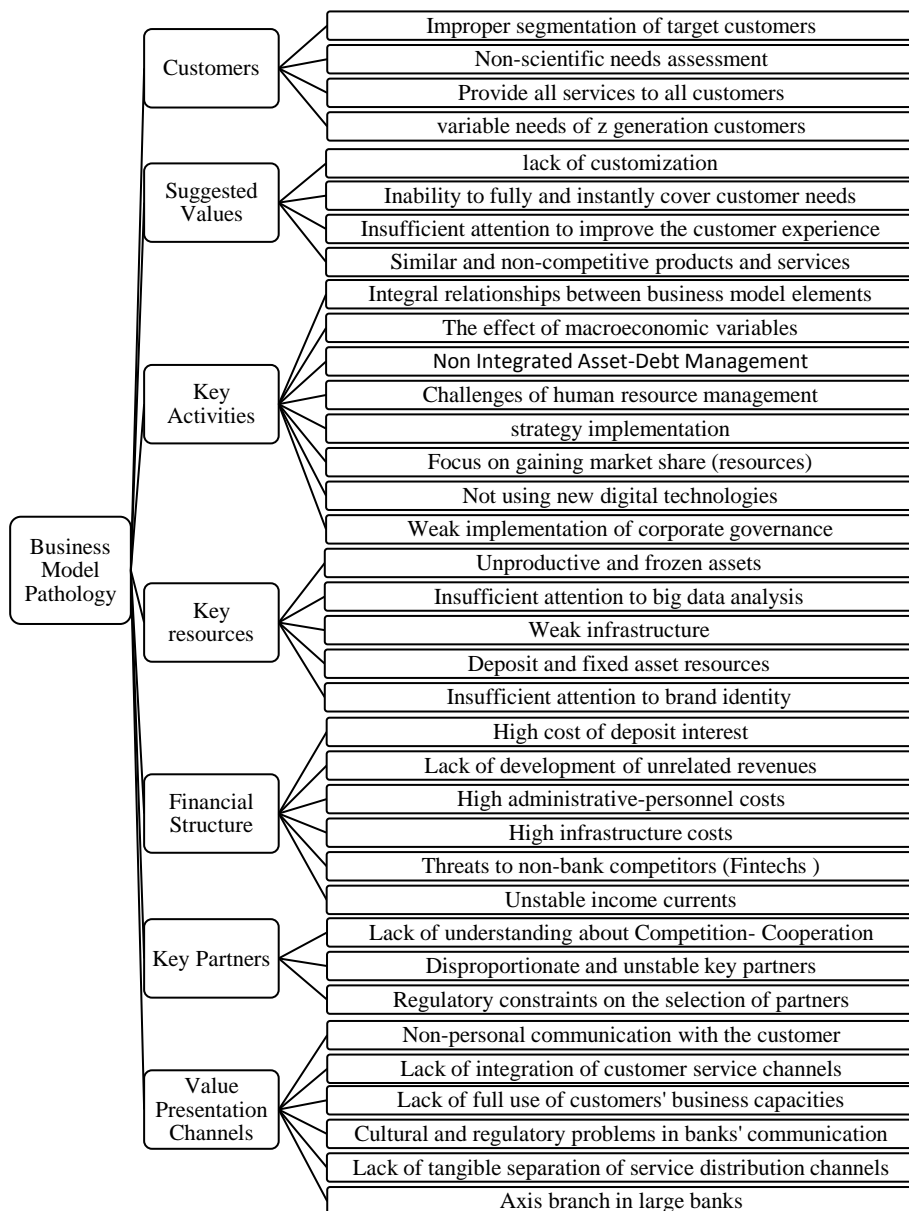 Business
Model
Pathology
Customers
Improper segmentation of target customers
Non-scientific needs assessment
Provide all services to all customers
variable needs of z generation customers
Suggested
Values
lack of customization
Inability to fully and instantly cover customer needs
Insufficient attention to improve the customer experience
Similar and non-competitive products and services
Key
Activities
Integral relationships between business model elements
The effect of macroeconomic variables
Non Integrated Asset-Debt Management
Challenges of human resource management
strategy implementation
Focus on gaining market share (resources)
Not using new digital technologies
Weak implementation of corporate governance
Key
resources
Unproductive and frozen assets
Insufficient attention to big data analysis
Weak infrastructure
Deposit and fixed asset resources
Insufficient attention to brand identity
Financial
Structure
High cost of deposit interest
Lack of development of unrelated revenues
High administrative-personnel costs
High infrastructure costs
Threats to non-bank competitors (Fintechs )
Unstable income currents
Key Partners
Lack of understanding about Competition- Cooperation
Disproportionate and unstable key partners
Regulatory constraints on the selection of partners
Value
Presentation
Channels
Non-personal communication with the customer
Lack of integration of customer service channels
Lack of full use of customers' business capacities
Cultural and regulatory problems in banks' communication
Lack of tangible separation of service distribution channels
Axis branch in large banks